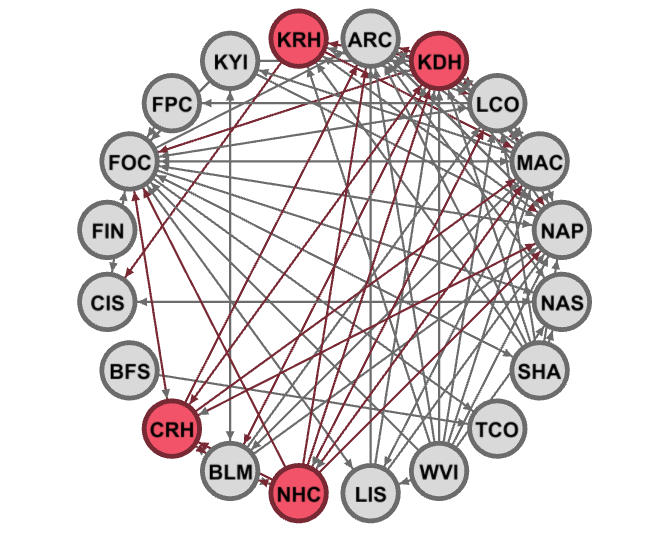 KRH
ARC
KYI
KDH
FPC
LCO
FOC
MAC
FIN
NAP
CIS
NAS
BFS
SHA
CRH
TCO
BLM
WVI
NHC
LIS